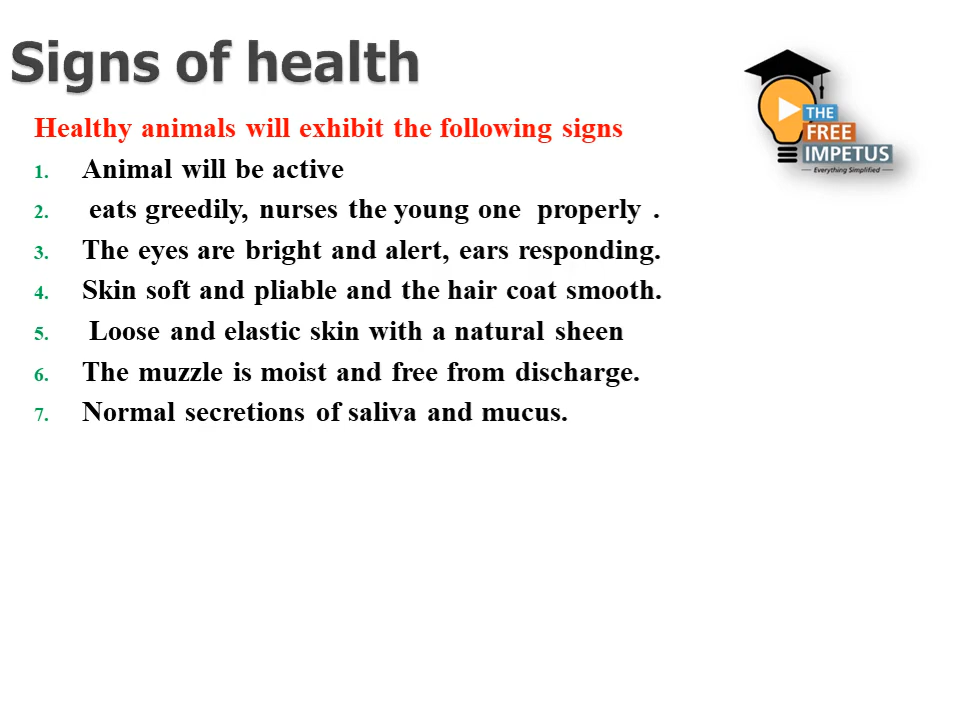 Signs of health
THE
FREE
IMPETUS
Everything Simplified
Healthy animals will exhibit the following signs
1. Animal will be active
2. eats greedily, nurses the young one properly .
3. The eyes are bright and alert, ears responding.
4. Skin soft and pliable and the hair coat smooth.
5. Loose and elastic skin with a natural sheen
6. The muzzle is moist and free from discharge.
7. Normal secretions of saliva and mucus.